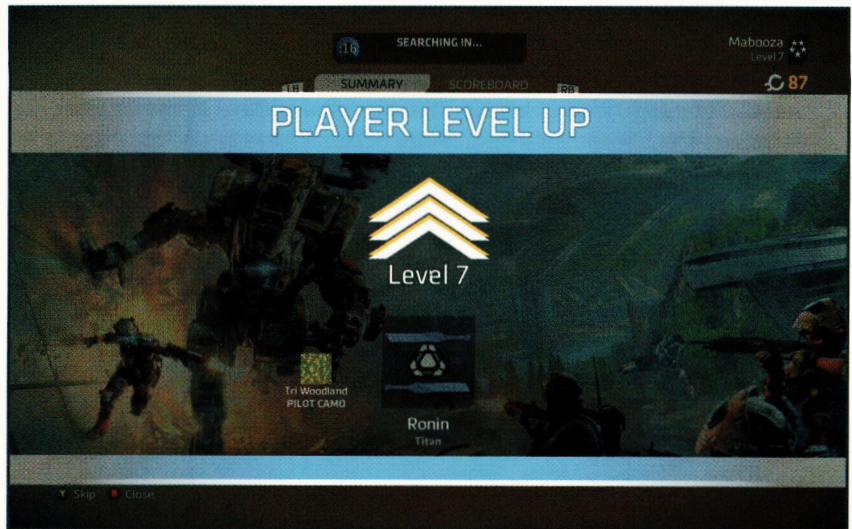 :16
SEARCHING IN...
Mabooza
Level 7
87
LB
SUMMARY
SCOREBOARD
RB
PLAYER LEVEL UP
Level 7
Tri Woodland
PILOT CAMO
Ronin
Titan
Y Skip B Close